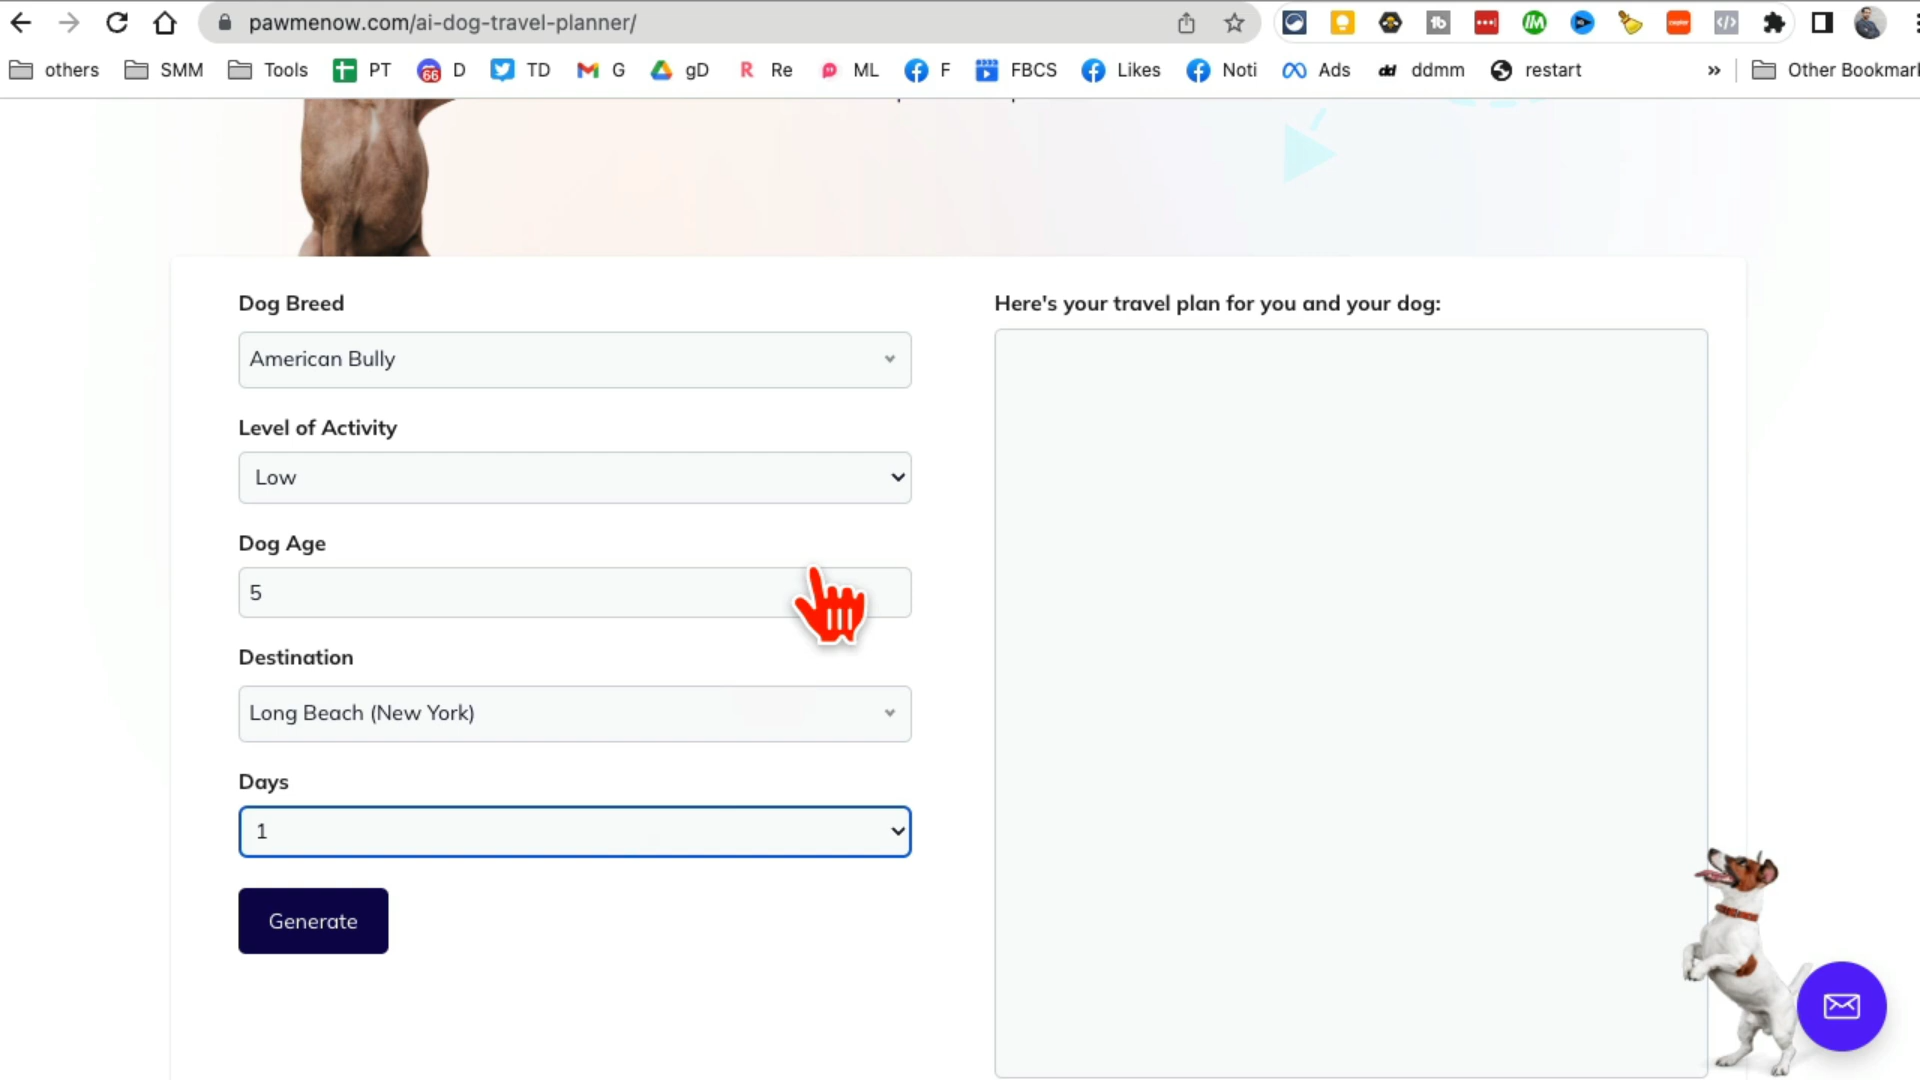 pawmenow.com/ai-dog-travel-planner/
others SMM Tools PT D TD G gD Re ML F FBCS Likes Noti Ads ddmm restart » Other Bookmark
Dog Breed
American Bully
Level of Activity
Low
Dog Age
5
Destination
Long Beach (New York)
Days
1
Generate
Here's your travel plan for you and your dog: